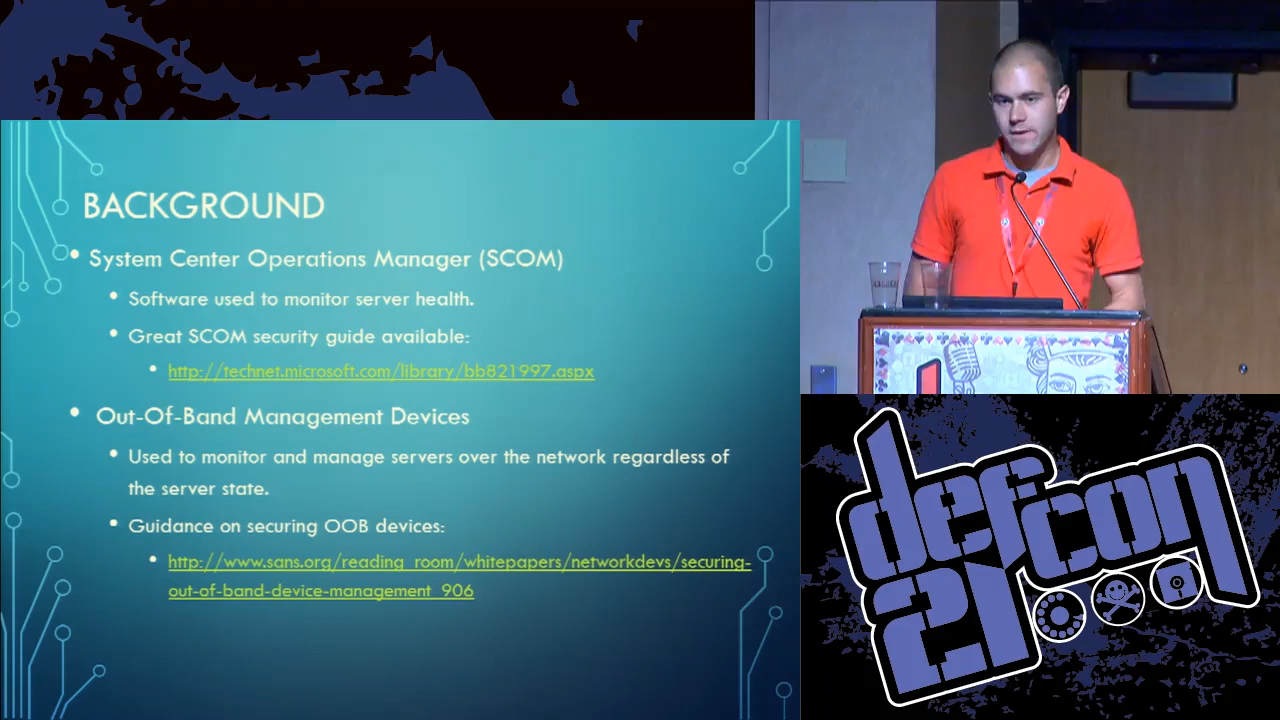 BACKGROUND
• System Center Operations Manager (SCOM)
• Software used to monitor server health.
• Great SCOM security guide available:
• http://technet.microsoft.com/library/bb821997.aspx
• Out-Of-Band Management Devices
• Used to monitor and manage servers over the network regardless of
the server state.
• Guidance on securing OOB devices:
• http://www.sans.org/reading_room/whitepapers/networkdevs/securing-
out-of-band-device-management_906
defcon
21